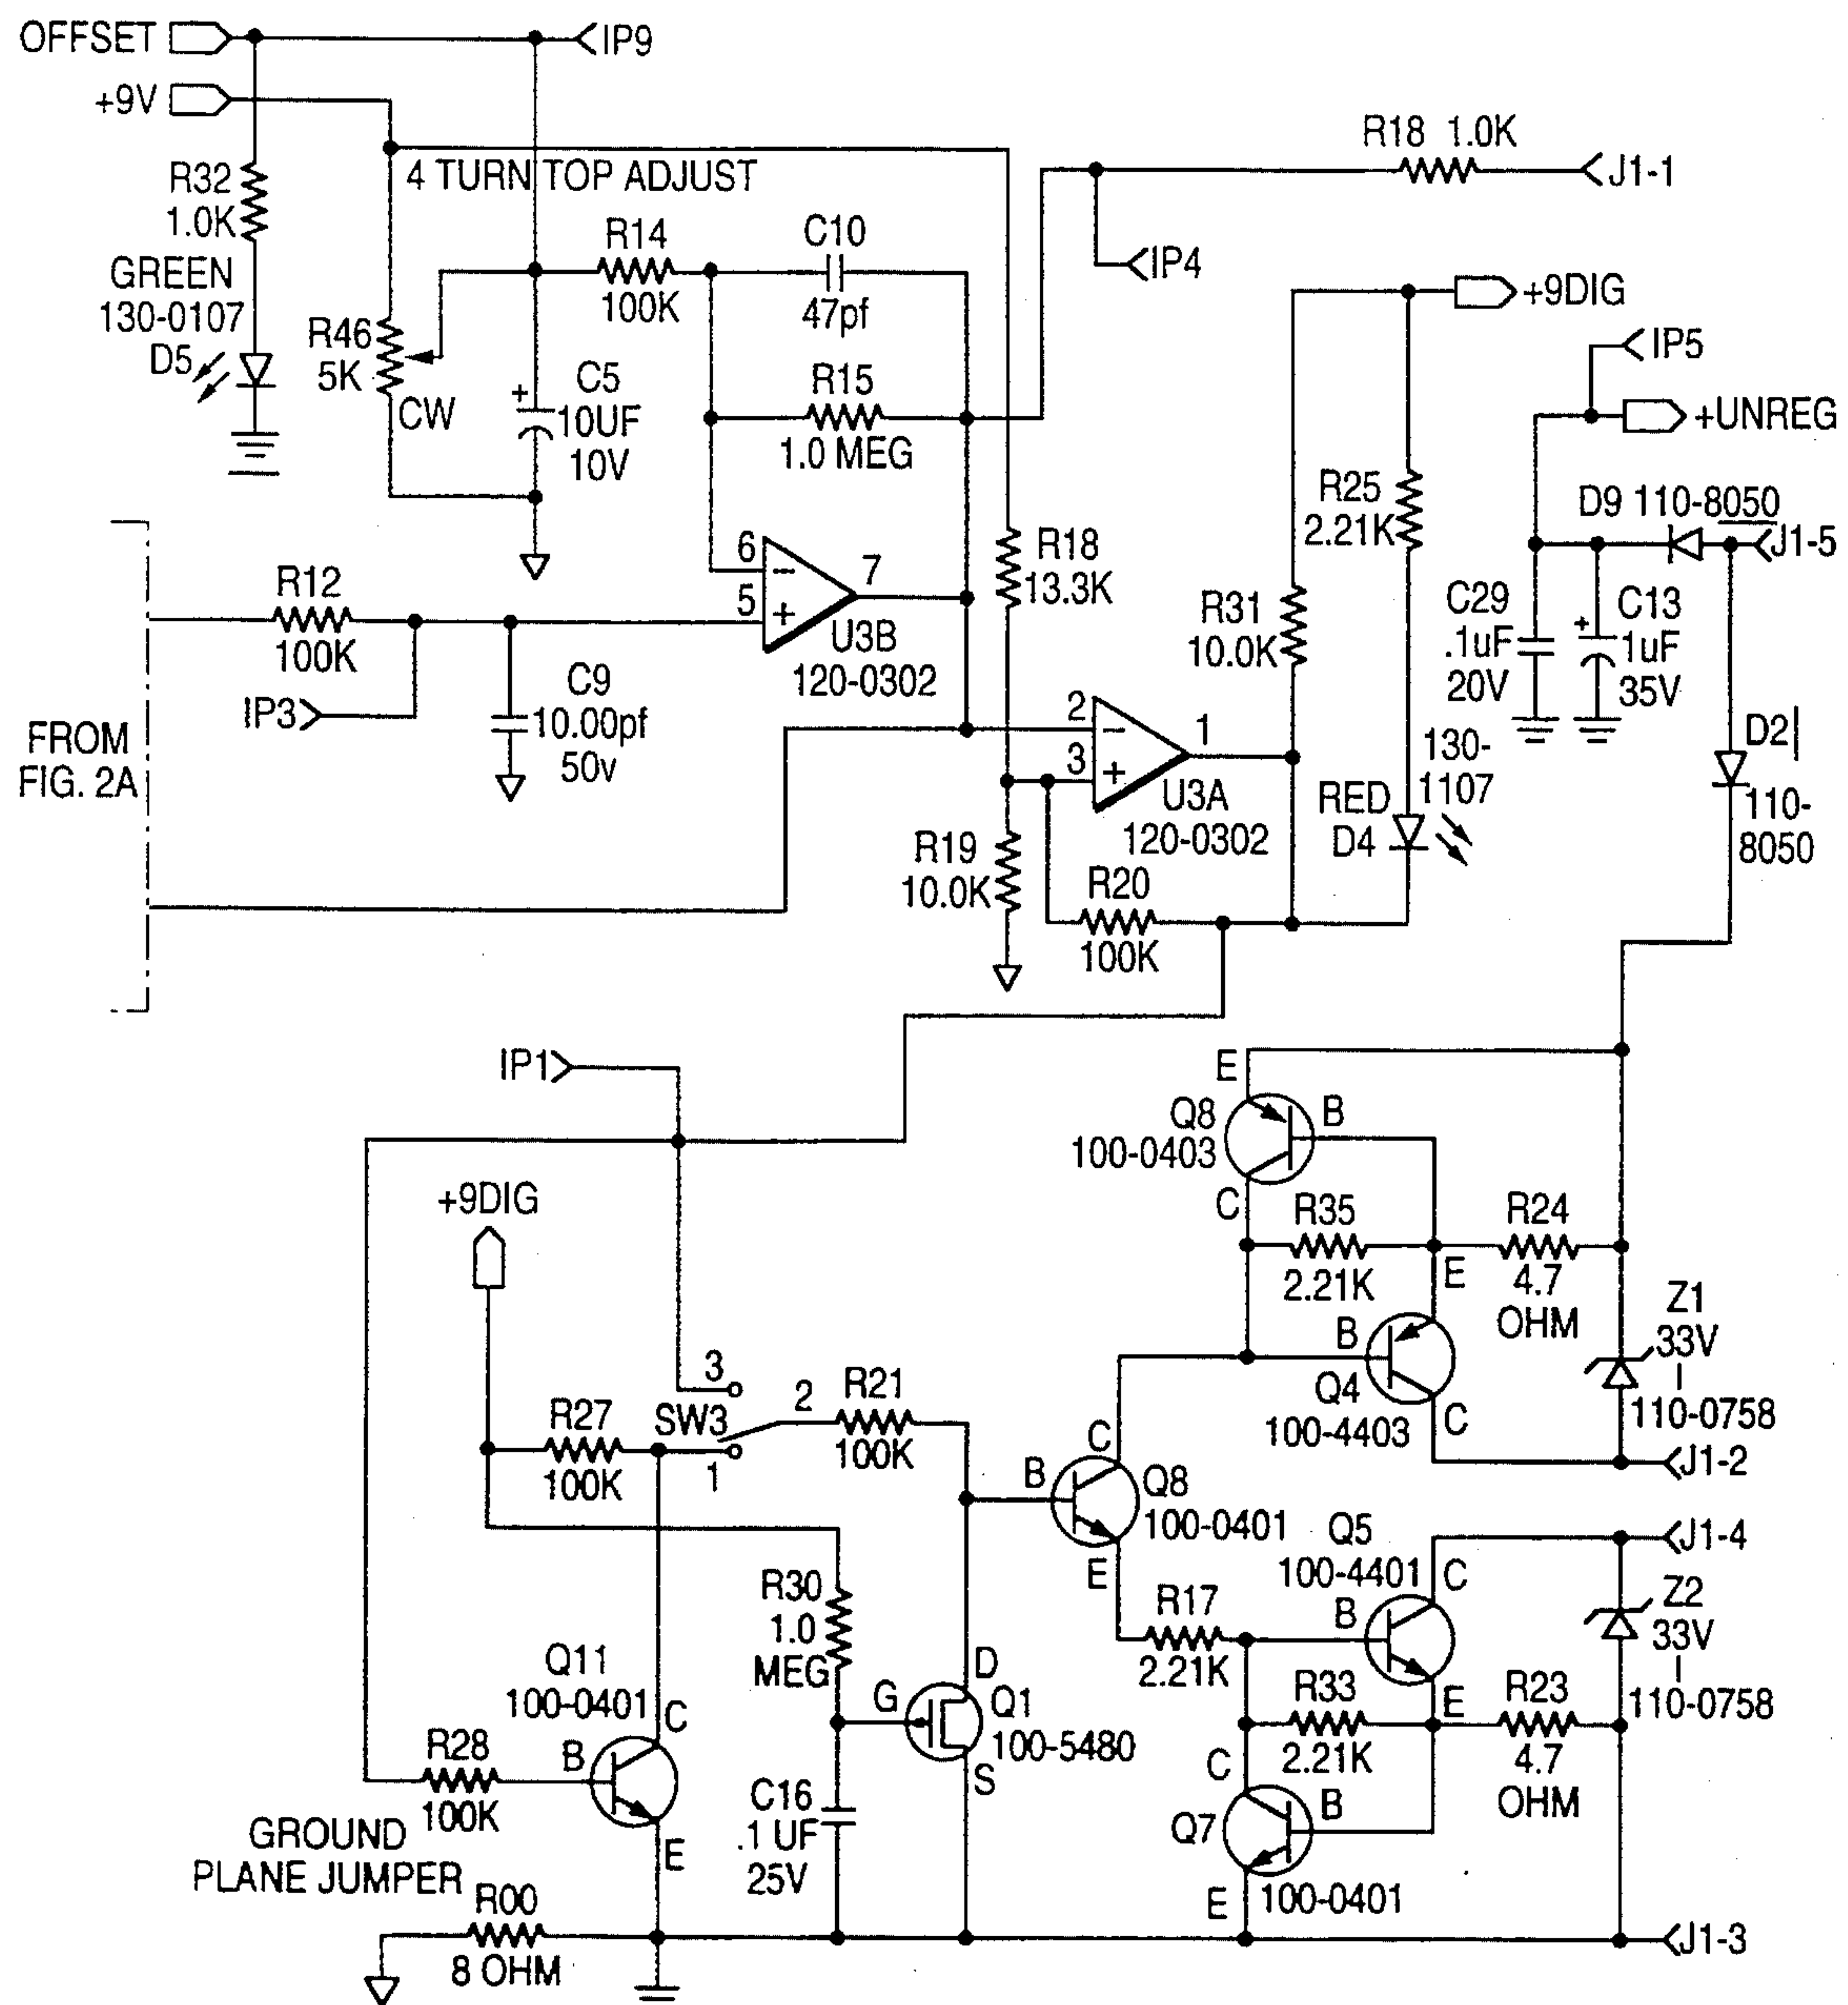 OFFSET
IP9
+9V
R18 1.0K
J1-1
4 TURN TOP ADJUST
R32
1.0K
R14
100K
C10
47pf
IP4
GREEN
130-0107
D5
+9DIG
R46
5K
CW
IP5
C5
10UF
10V
+
R15
1.0 MEG
+UNREG
R25
2.21K
D9 110-8050
J1-5
R18
13.3K
R12
100K
6
5
7
−
+
U3B
120-0302
R31
10.0K
C29
.1uF
20V
+
C13
1uF
35V
IP3
C9
10.00pf
50v
FROM
FIG. 2A
2
3
1
−
+
U3A
120-0302
130-
1107
RED
D4
D2
110-
8050
R19
10.0K
R20
100K
IP1
E
Q8
100-0403
B
C
+9DIG
R35
2.21K
R24
4.7
OHM
E
Z1
33V
110-0758
B
Q4
100-4403
C
J1-2
3
SW3
2
1
R21
100K
R27
100K
C
B
Q8
100-0401
E
Q5
100-4401
C
J1-4
R30
1.0
MEG
R17
2.21K
B
Z2
33V
110-0758
Q11
100-0401
C
B
E
D
G
Q1
100-5480
S
R33
2.21K
E
R23
4.7
OHM
R28
100K
C16
.1 UF
25V
C
Q7
B
E
100-0401
GROUND
PLANE JUMPER
R00
8 OHM
J1-3